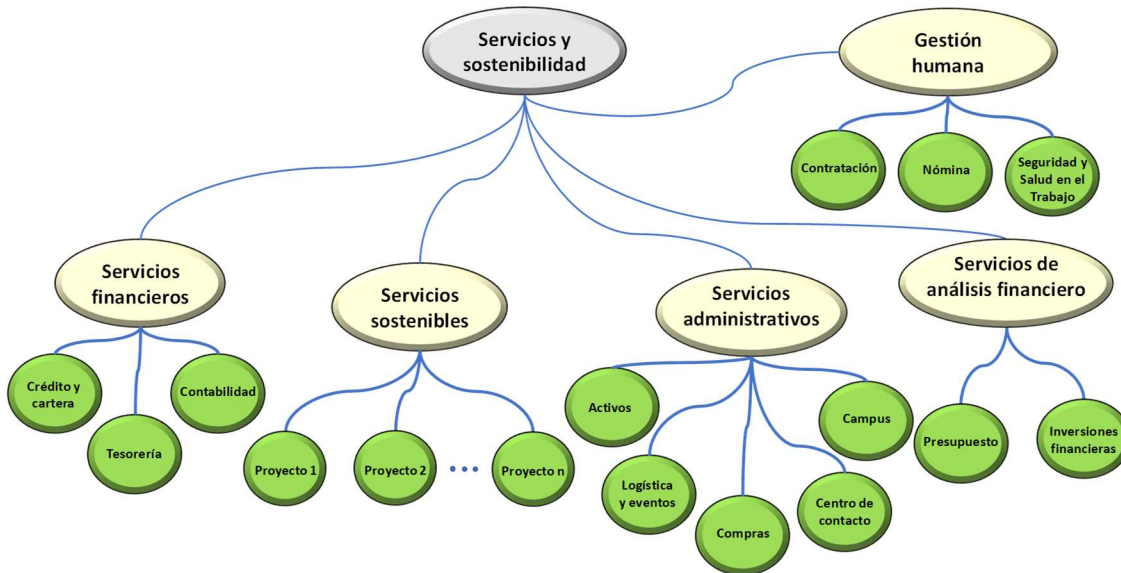 Servicios y
sostenibilidad
Gestión
humana
Contratación
Nómina
Seguridad y
Salud en el
Trabajo
Servicios
financieros
Servicios
sostenibles
Servicios
administrativos
Servicios de
análisis financiero
Crédito y
cartera
Tesorería
Contabilidad
Proyecto 1
Proyecto 2
...
Proyecto n
Activos
Logística
y eventos
Compras
Centro de
contacto
Campus
Presupuesto
Inversiones
financieras